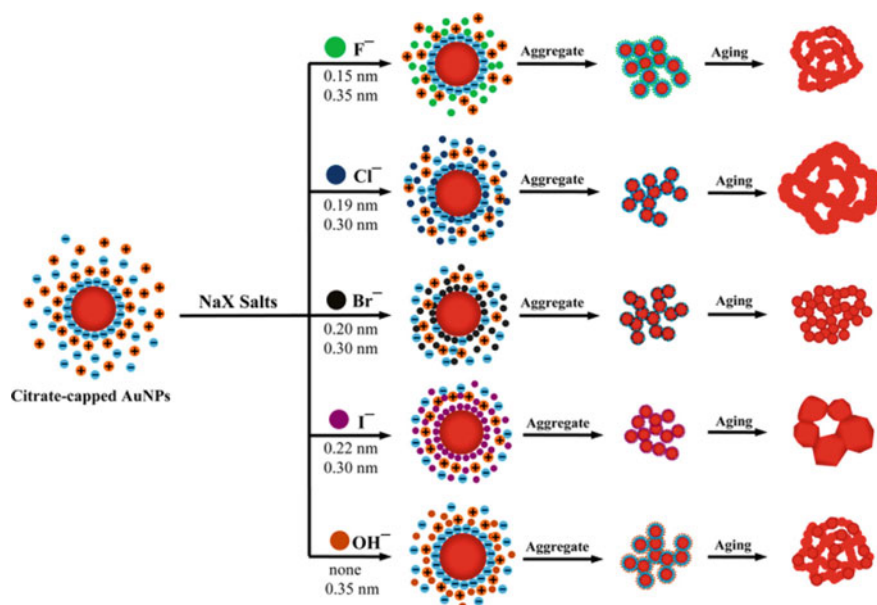 F⁻
0.15 nm
0.35 nm
Aggregate
Aging
Cl⁻
0.19 nm
0.30 nm
Aggregate
Aging
Citrate-capped AuNPs
NaX Salts
Br⁻
0.20 nm
0.30 nm
Aggregate
Aging
I⁻
0.22 nm
0.30 nm
Aggregate
Aging
OH⁻
none
0.35 nm
Aggregate
Aging